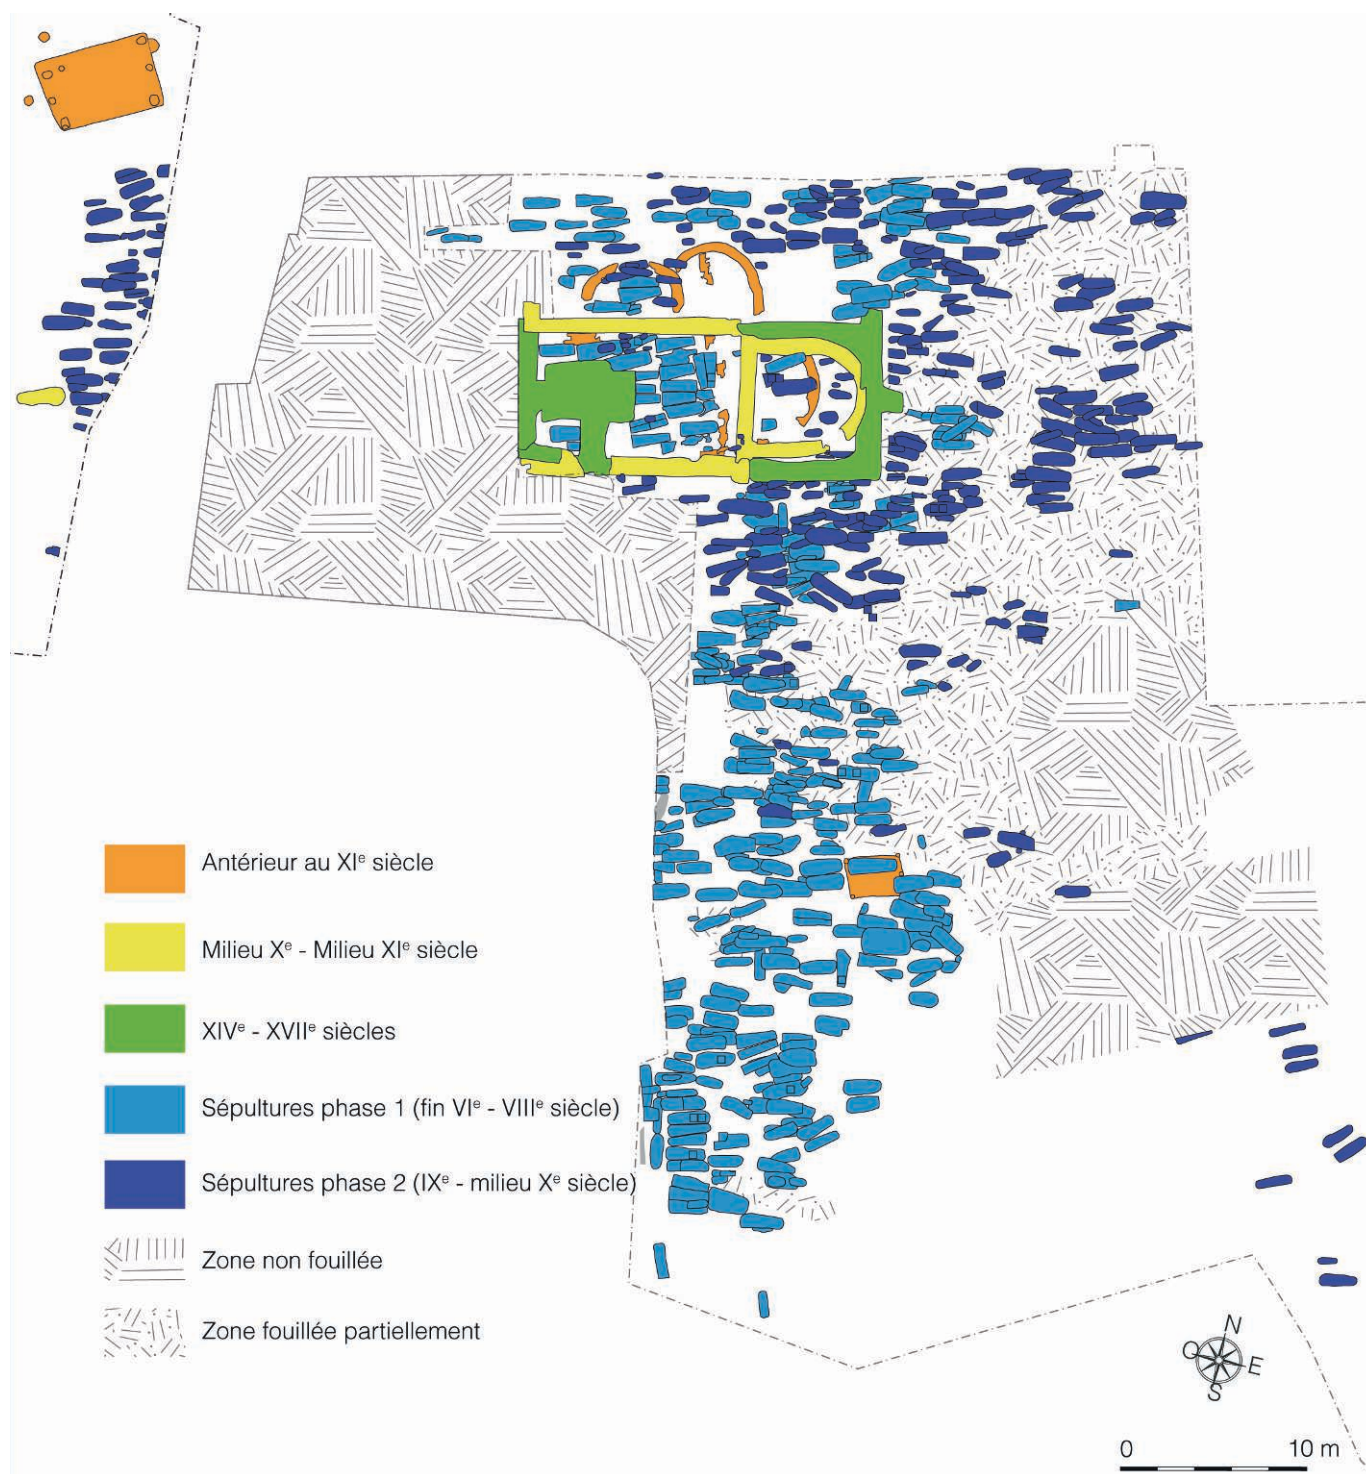 Antérieur au XIe siècle
Milieu Xe - Milieu XIe siècle
XIVe - XVIIe siècles
Sépultures phase 1 (fin VIe - VIIIe siècle)
Sépultures phase 2 (IXe - milieu Xe siècle)
Zone non fouillée
Zone fouillée partiellement
N
O
E
S
0 10 m